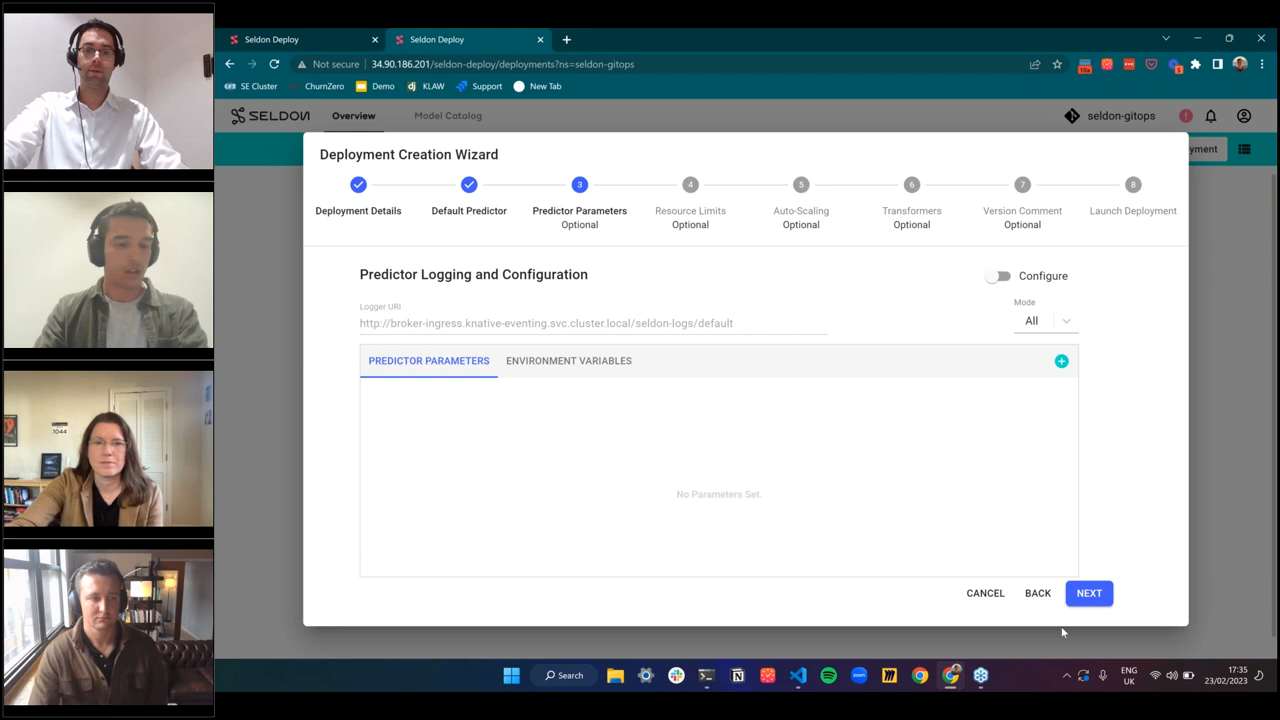 Seldon Deploy
Seldon Deploy
Not secure
34.90.186.201/seldon-deploy/deployments?ns=seldon-gitops
SE Cluster
ChurnZero
Demo
KLAW
Support
New Tab
SELDON
Overview
Model Catalog
seldon-gitops
yment
Deployment Creation Wizard
3
4
5
6
7
8
Deployment Details
Default Predictor
Predictor Parameters
Optional
Resource Limits
Optional
Auto-Scaling
Optional
Transformers
Optional
Version Comment
Optional
Launch Deployment
Predictor Logging and Configuration
Configure
Logger URI
http://broker-ingress.knative-eventing.svc.cluster.local/seldon-logs/default
Mode
All
PREDICTOR PARAMETERS
ENVIRONMENT VARIABLES
No Parameters Set.
CANCEL
BACK
NEXT
1044
Search
ENG
UK
17:35
23/02/2023